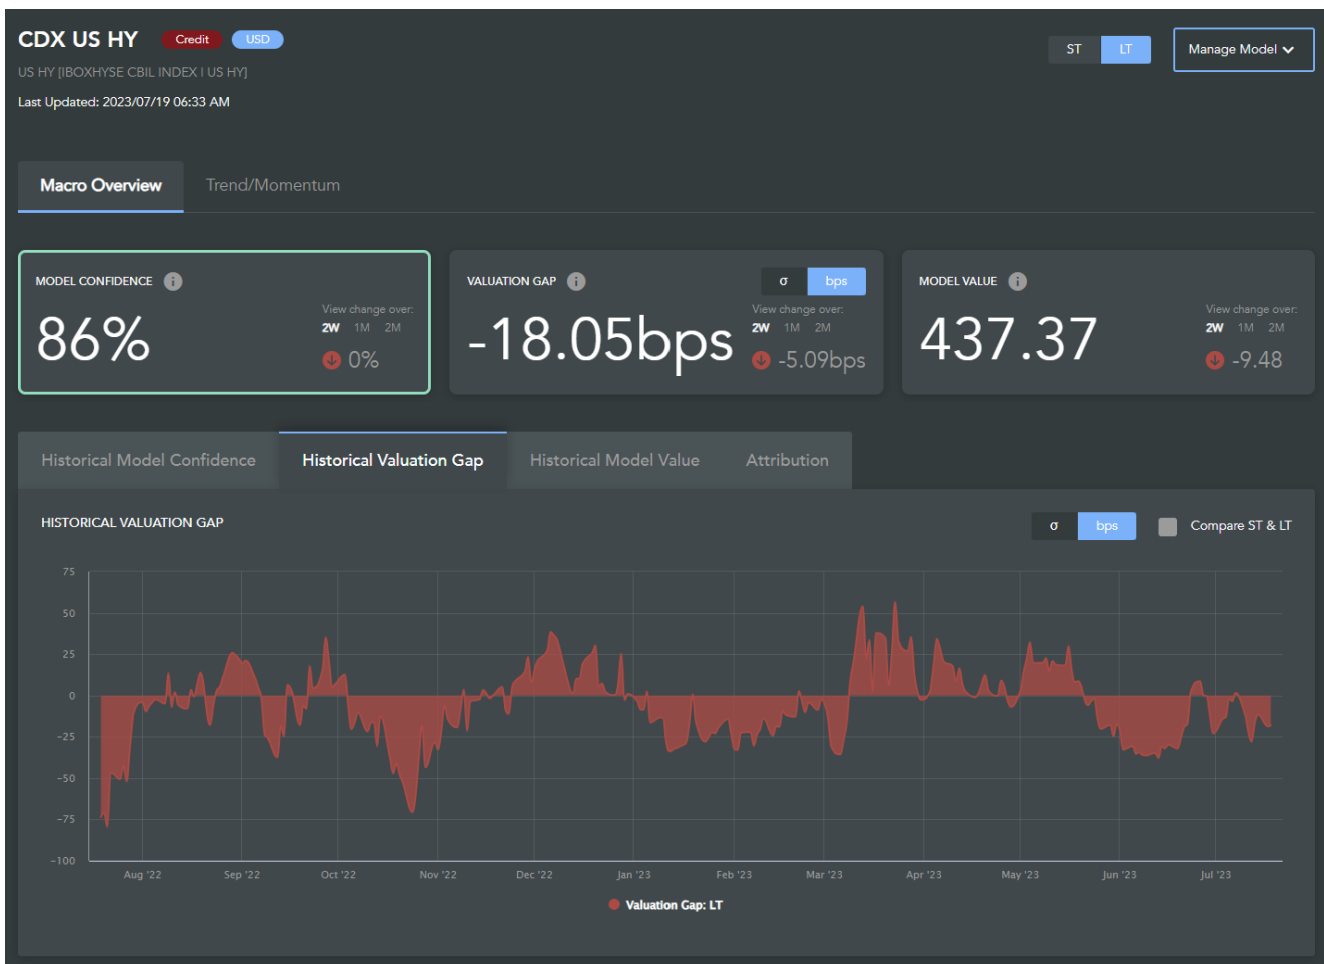 CDX US HY Credit USD
ST LT Manage Model
US HY [IBOXHYSE CBIL INDEX I US HY]
Last Updated: 2023/07/19 06:33 AM
Macro Overview Trend/Momentum
MODEL CONFIDENCE i
86%
View change over:
2W 1M 2M
0%
VALUATION GAP i
σ bps
-18.05bps
View change over:
2W 1M 2M
-5.09bps
MODEL VALUE i
437.37
View change over:
2W 1M 2M
-9.48
Historical Model Confidence Historical Valuation Gap Historical Model Value Attribution
HISTORICAL VALUATION GAP
σ bps Compare ST & LT
75
50
25
0
-25
-50
-75
-100
Aug '22 Sep '22 Oct '22 Nov '22 Dec '22 Jan '23 Feb '23 Mar '23 Apr '23 May '23 Jun '23 Jul '23
Valuation Gap: LT